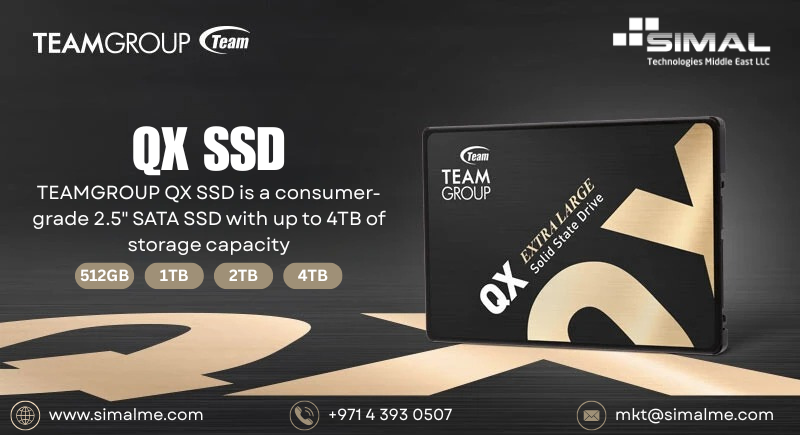 TEAMGROUP Team
SIMAL
Technologies Middle East LLC
QX SSD
TEAMGROUP QX SSD is a consumer-
grade 2.5" SATA SSD with up to 4TB of
storage capacity
512GB 1TB 2TB 4TB
Team
TEAM
GROUP
QX EXTRA LARGE
Solid State Drive
QX
www.simalme.com +971 4 393 0507 mkt@simalme.com